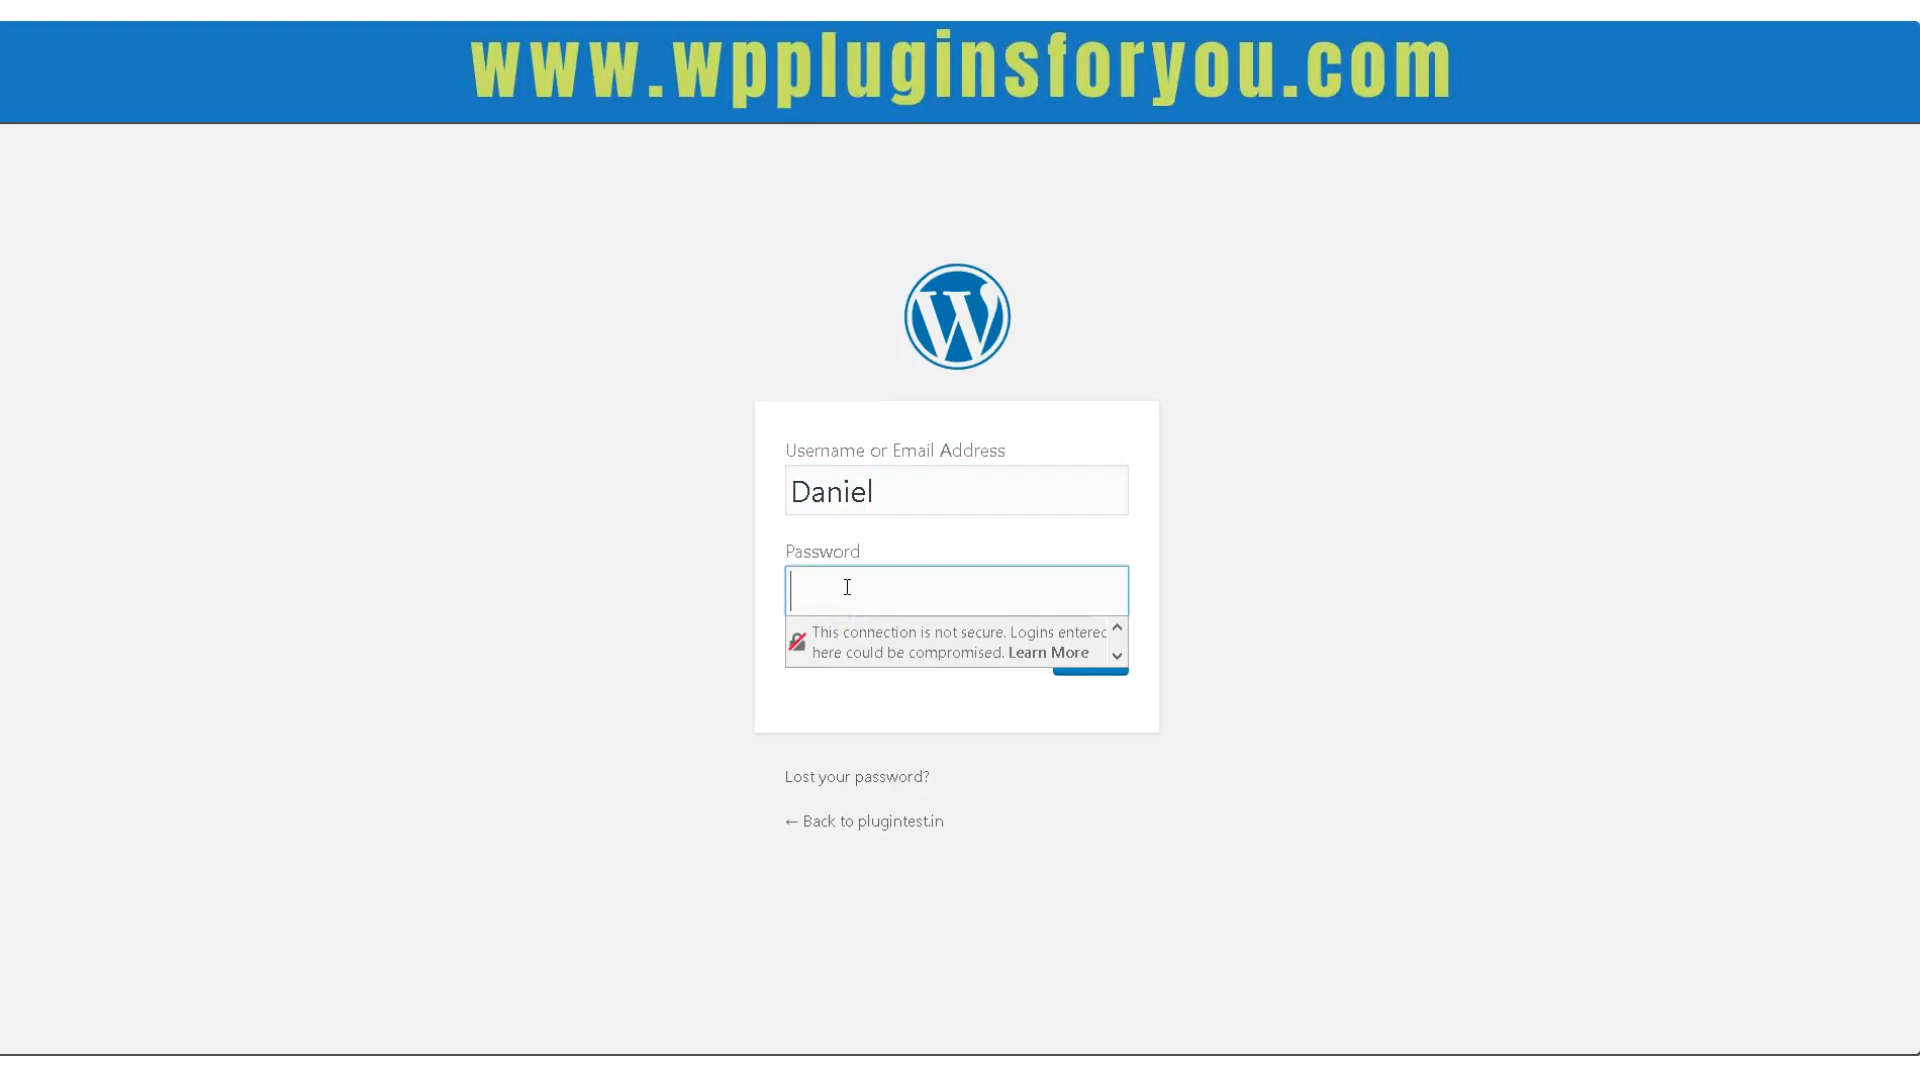 www.wppluginsforyou.com
Username or Email Address
Daniel
Password
This connection is not secure. Logins entered
here could be compromised. Learn More
Lost your password?
← Back to plugintest.in